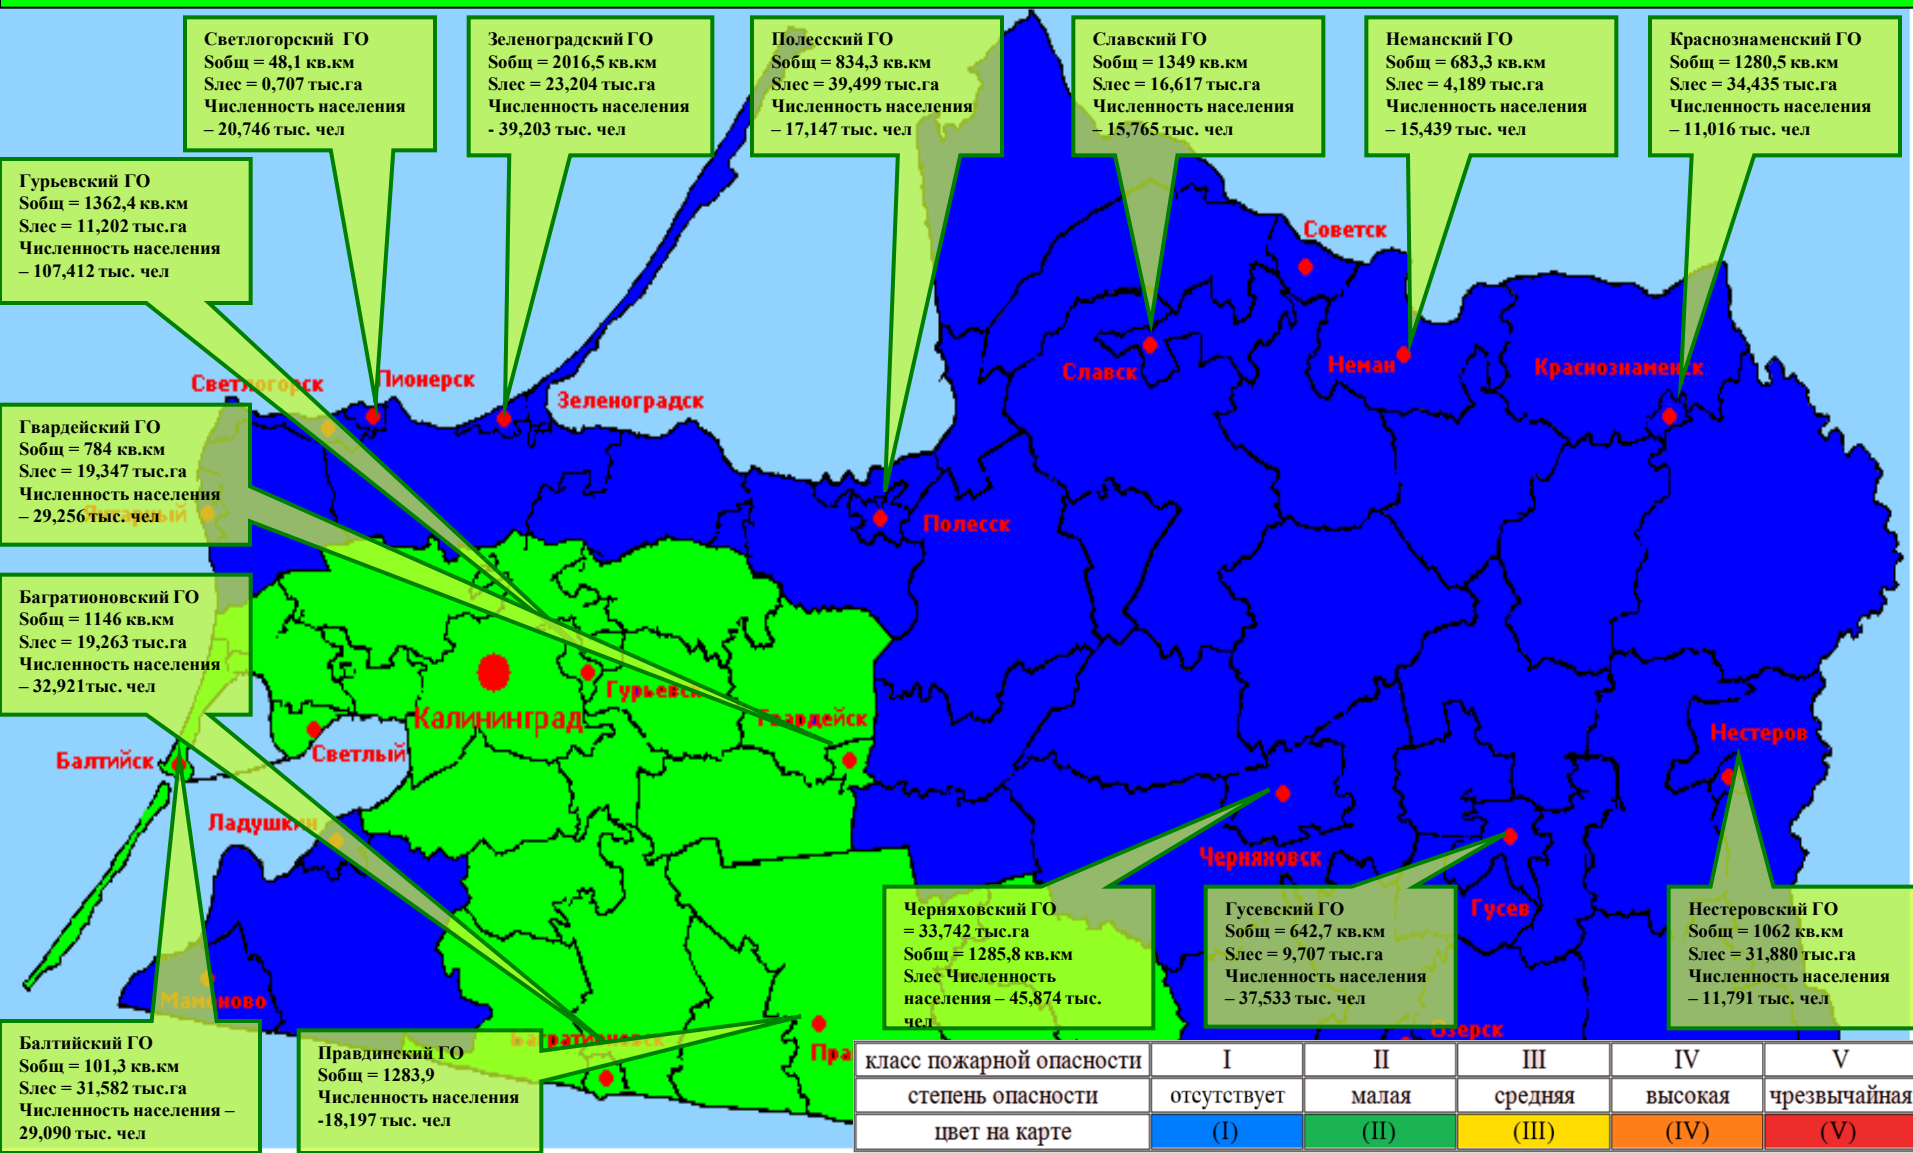 Светлогорский ГО
Sобщ = 48,1 кв.км
Sлес = 0,707 тыс.га
Численность населения
– 20,746 тыс. чел
Зеленоградский ГО
Sобщ = 2016,5 кв.км
Sлес = 23,204 тыс.га
Численность населения
- 39,203 тыс. чел
Полесский ГО
Sобщ = 834,3 кв.км
Sлес = 39,499 тыс.га
Численность населения
– 17,147 тыс. чел
Славский ГО
Sобщ = 1349 кв.км
Sлес = 16,617 тыс.га
Численность населения
– 15,765 тыс. чел
Неманский ГО
Sобщ = 683,3 кв.км
Sлес = 4,189 тыс.га
Численность населения
– 15,439 тыс. чел
Краснознаменский ГО
Sобщ = 1280,5 кв.км
Sлес = 34,435 тыс.га
Численность населения
– 11,016 тыс. чел
Гурьевский ГО
Sобщ = 1362,4 кв.км
Sлес = 11,202 тыс.га
Численность населения
– 107,412 тыс. чел
Советск
Славск
Неман
Краснознаменск
Светлогорск
Пионерск
Зеленоградск
Гвардейский ГО
Sобщ = 784 кв.км
Sлес = 19,347 тыс.га
Численность населения
– 29,256 тыс. чел
Янтарный
Полесск
Багратионовский ГО
Sобщ = 1146 кв.км
Sлес = 19,263 тыс.га
Численность населения
– 32,921тыс. чел
Гурьевск
Калининград
Гвардейск
Нестеров
Балтийск
Светлый
Ладушкин
Черняховск
Гусев
Мамоново
Багратионовск
Озерск
Пра
Черняховский ГО
= 33,742 тыс.га
Sобщ = 1285,8 кв.км
Sлес Численность
населения – 45,874 тыс.
чел
Гусевский ГО
Sобщ = 642,7 кв.км
Sлес = 9,707 тыс.га
Численность населения
– 37,533 тыс. чел
Нестеровский ГО
Sобщ = 1062 кв.км
Sлес = 31,880 тыс.га
Численность населения
– 11,791 тыс. чел
Балтийский ГО
Sобщ = 101,3 кв.км
Sлес = 31,582 тыс.га
Численность населения –
29,090 тыс. чел
Правдинский ГО
Sобщ = 1283,9
Численность населения
-18,197 тыс. чел
класс пожарной опасности I II III IV V
степень опасности отсутствует малая средняя высокая чрезвычайная
цвет на карте (I) (II) (III) (IV) (V)